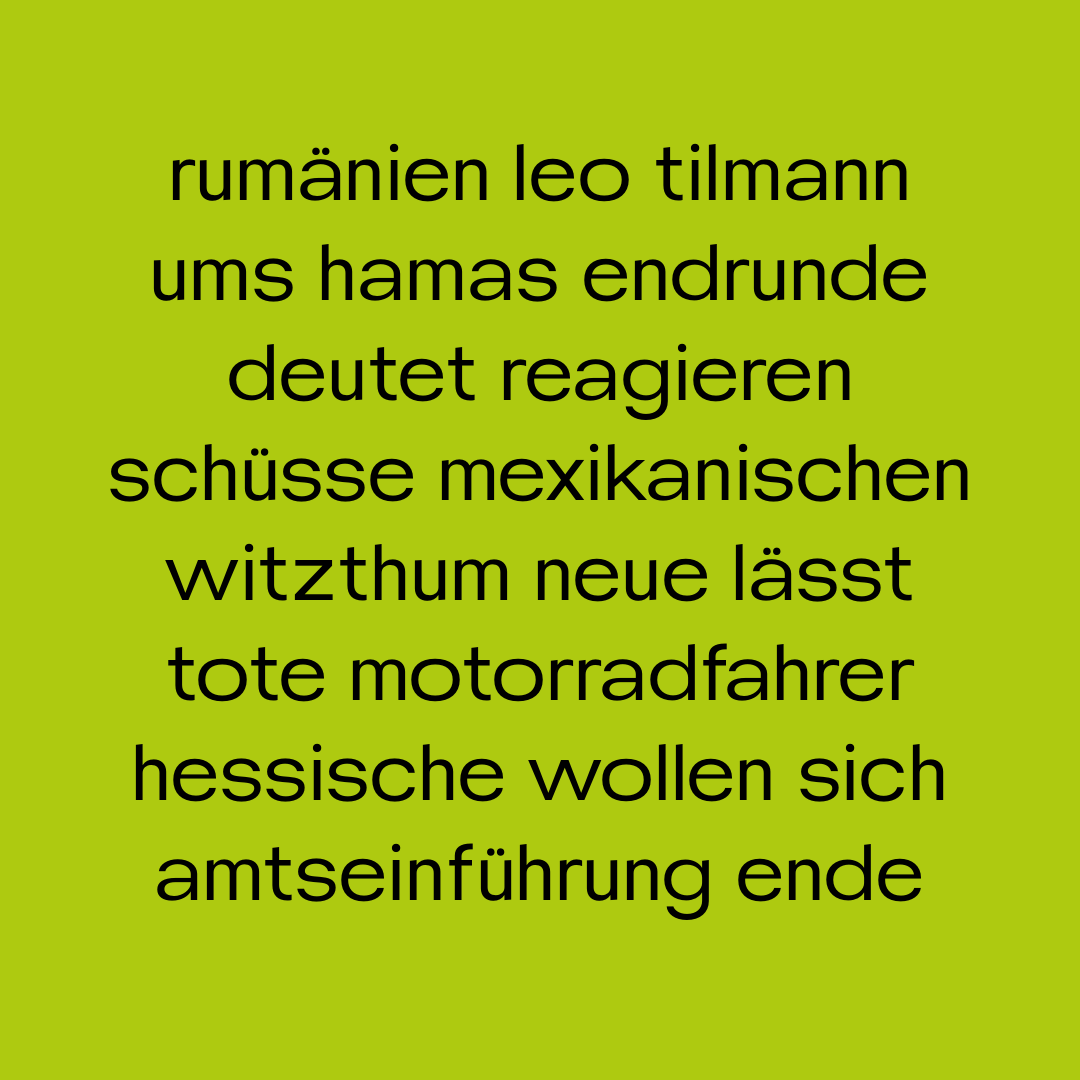 rumänien leo tilmann
ums hamas endrunde
deutet reagieren
schüsse mexikanischen
witzthum neue lässt
tote motorradfahrer
hessische wollen sich
amtseinführung ende